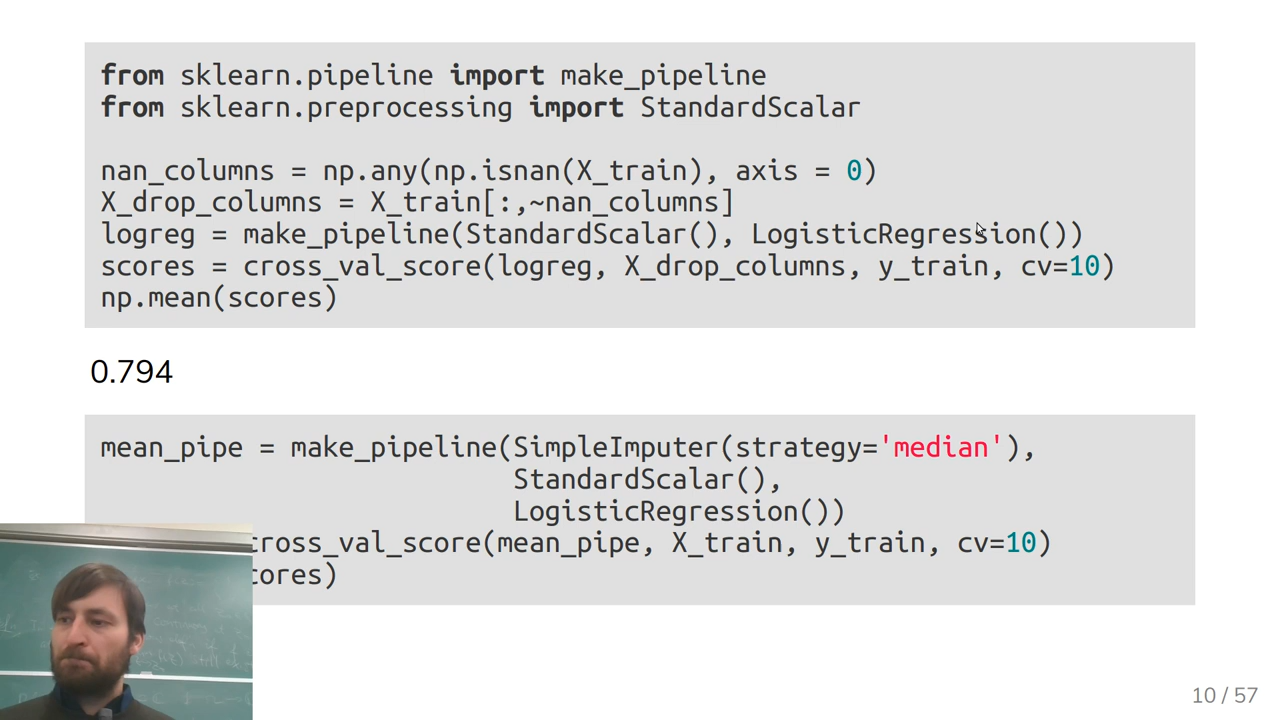 from sklearn.pipeline import make_pipeline
from sklearn.preprocessing import StandardScalar
nan_columns = np.any(np.isnan(X_train), axis = 0)
X_drop_columns = X_train[:,~nan_columns]
logreg = make_pipeline(StandardScalar(), LogisticRegression())
scores = cross_val_score(logreg, X_drop_columns, y_train, cv=10)
np.mean(scores)
0.794
mean_pipe = make_pipeline(SimpleImputer(strategy='median'),
StandardScalar(),
LogisticRegression())
cross_val_score(mean_pipe, X_train, y_train, cv=10)
cores)
10 / 57